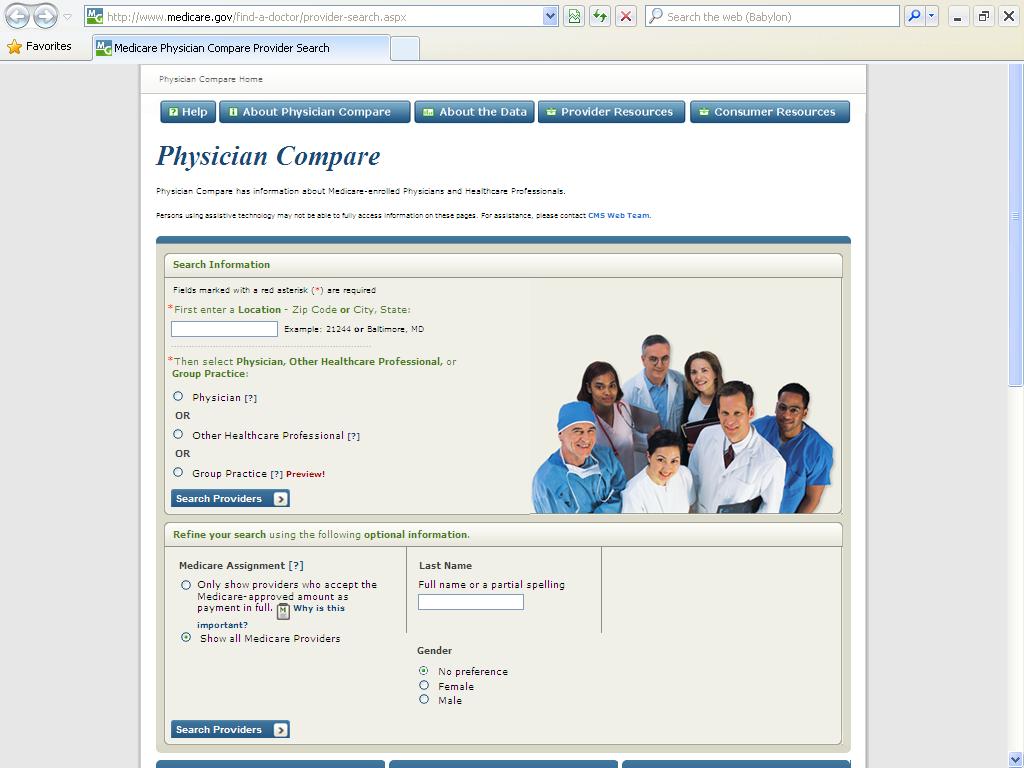 http://www.medicare.gov/find-a-doctor/provider-search.aspx
Search the web (Babylon)
Favorites
Medicare Physician Compare Provider Search
Physician Compare Home
Help
About Physician Compare
About the Data
Provider Resources
Consumer Resources
Physician Compare
Physician Compare has information about Medicare-enrolled Physicians and Healthcare Professionals.
Persons using assistive technology may not be able to fully access information on these pages. For assistance, please contact CMS Web Team.
Search Information
Fields marked with a red asterisk (*) are required
*First enter a Location - Zip Code or City, State:
Example: 21244 or Baltimore, MD
*Then select Physician, Other Healthcare Professional, or
Group Practice:
Physician [?]
OR
Other Healthcare Professional [?]
OR
Group Practice [?] Preview!
Search Providers
Refine your search using the following optional information.
Medicare Assignment [?]
Only show providers who accept the
Medicare-approved amount as
payment in full. M Why is this
important?
Show all Medicare Providers
Last Name
Full name or a partial spelling
Gender
No preference
Female
Male
Search Providers